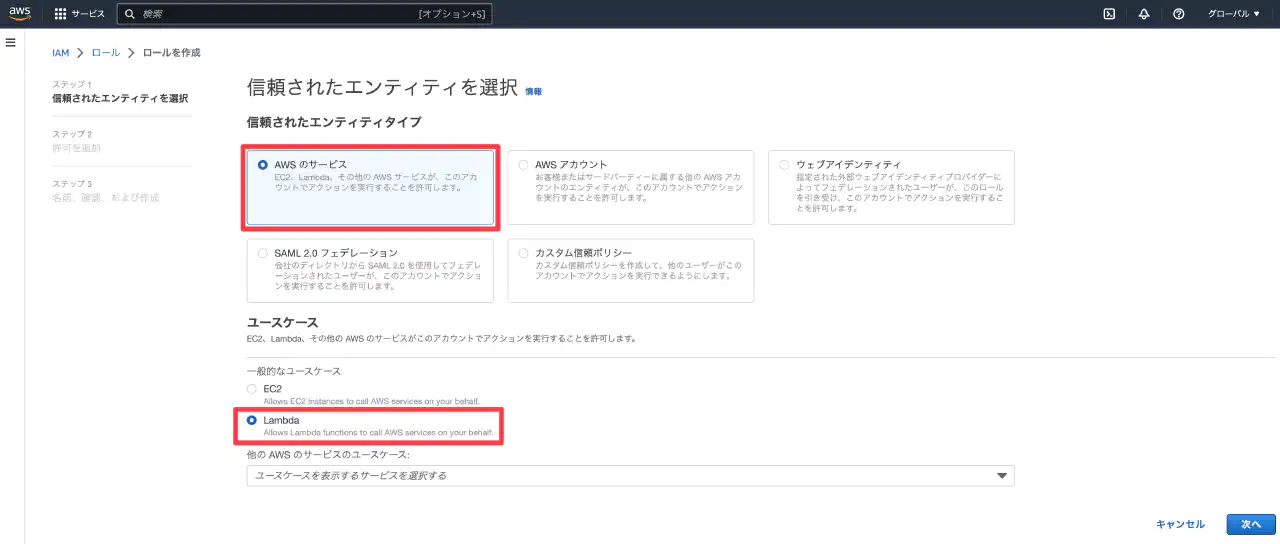 aws
サービス
検索
[オプション+S]
グローバル ▼
IAM > ロール > ロールを作成
ステップ 1
信頼されたエンティティを選択
ステップ 2
許可を追加
ステップ 3
名前、確認、および作成
信頼されたエンティティを選択 情報
信頼されたエンティティタイプ
AWS のサービス
EC2、Lambda、その他の AWS サービスが、このアカ
ウントでアクションを実行することを許可します。
AWS アカウント
お客様またはサードパーティーに属する他の AWS ア
カウントのエンティティが、このアカウントでアクション
を実行することを許可します。
ウェブアイデンティティ
指定された外部ウェブアイデンティティプロバイダーに
よってフェデレーションされたユーザーが、このロール
を引き受け、このアカウントでアクションを実行するこ
とを許可します。
SAML 2.0 フェデレーション
会社のディレクトリから SAML 2.0 を使用してフェデレ
ーションされたユーザーが、このアカウントでアクショ
ンを実行することを許可します。
カスタム信頼ポリシー
カスタム信頼ポリシーを作成して、他のユーザーがこの
アカウントでアクションを実行できるようにします。
ユースケース
EC2、Lambda、その他の AWS のサービスがこのアカウントでアクションを実行することを許可します。
一般的なユースケース
EC2
Allows EC2 instances to call AWS services on your behalf.
Lambda
Allows Lambda functions to call AWS services on your behalf.
他の AWS のサービスのユースケース:
ユースケースを表示するサービスを選択する
キャンセル
次へ